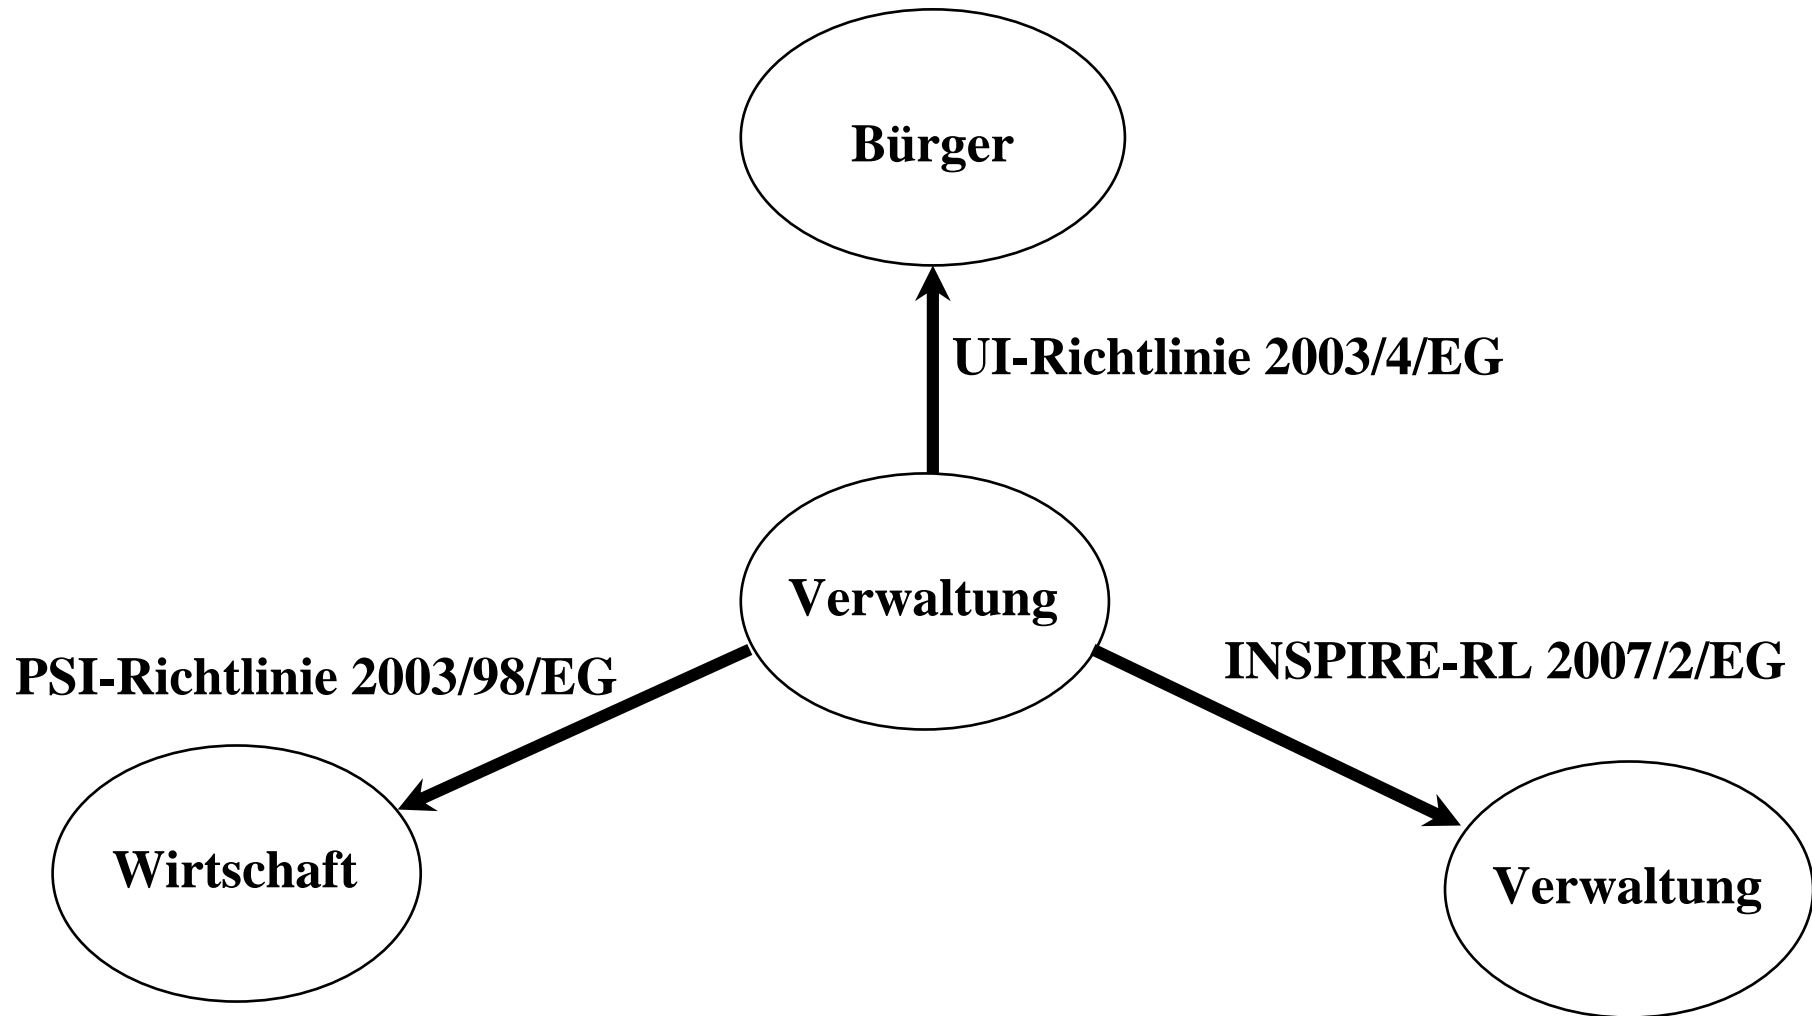 Bürger
UI-Richtlinie 2003/4/EG
Verwaltung
PSI-Richtlinie 2003/98/EG
INSPIRE-RL 2007/2/EG
Wirtschaft
Verwaltung